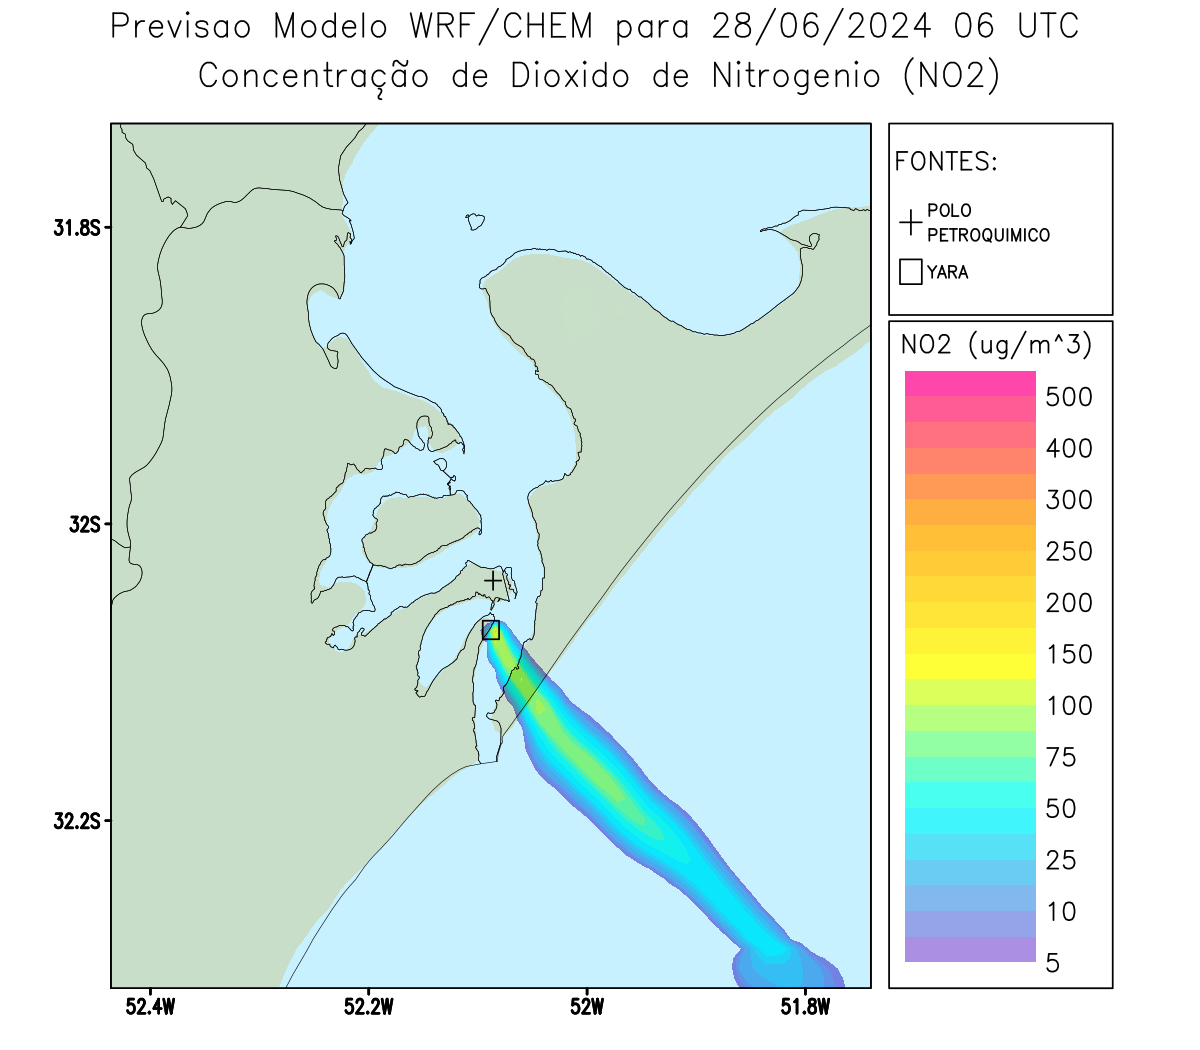 Previsao Modelo WRF/CHEM para 28/06/2024 06 UTC
Concentração de Dioxido de Nitrogenio (NO2)
FONTES:
POLO
PETROQUIMICO
YARA
NO2 (ug/m^3)
500
400
300
250
200
150
100
75
50
25
10
5
31.8S
32S
32.2S
52.4W
52.2W
52W
51.8W